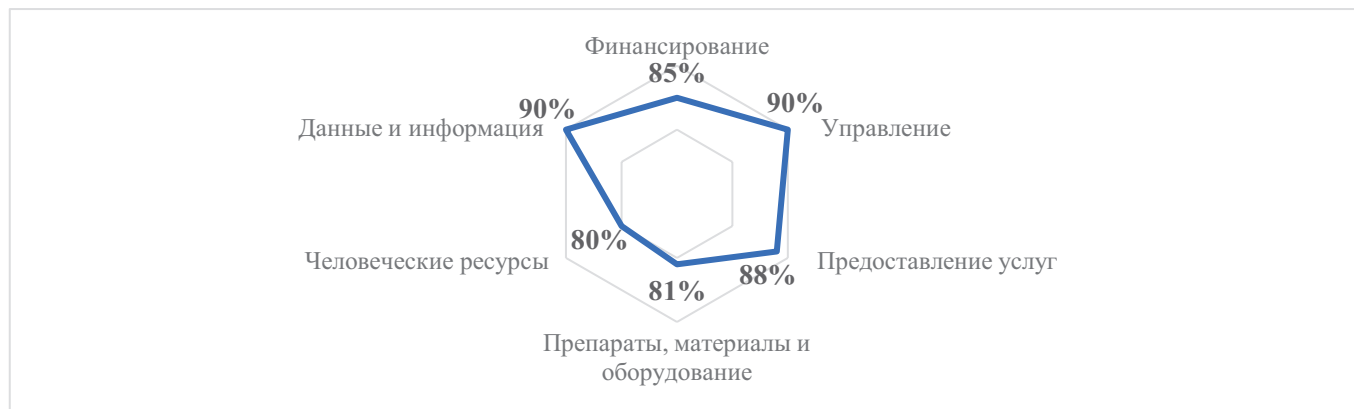 Финансирование
85%
90%
Управление
90%
Данные и информация
80%
Человеческие ресурсы
88%
Предоставление услуг
81%
Препараты, материалы и
оборудование